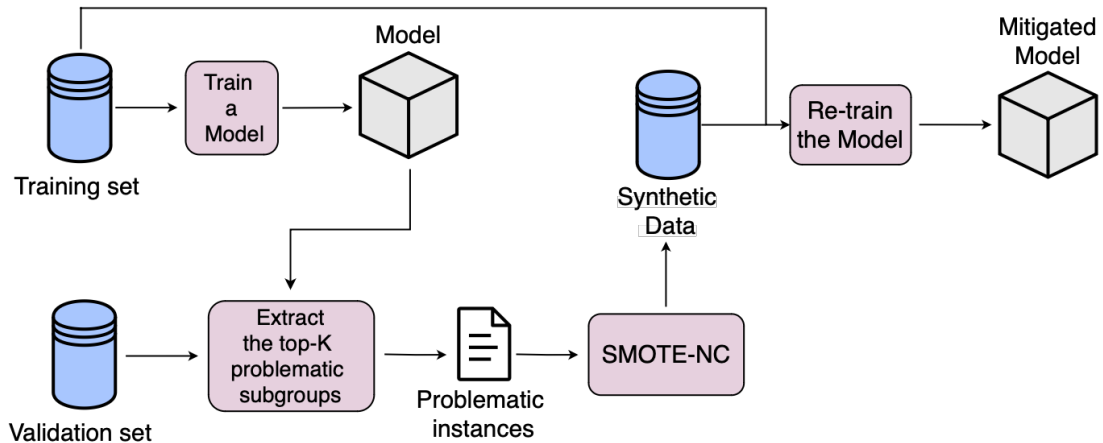 Model
Mitigated
Model
Train
a
Model
Re-train
the Model
Training set
Synthetic
Data
Extract
the top-K
problematic
subgroups
SMOTE-NC
Problematic
instances
Validation set